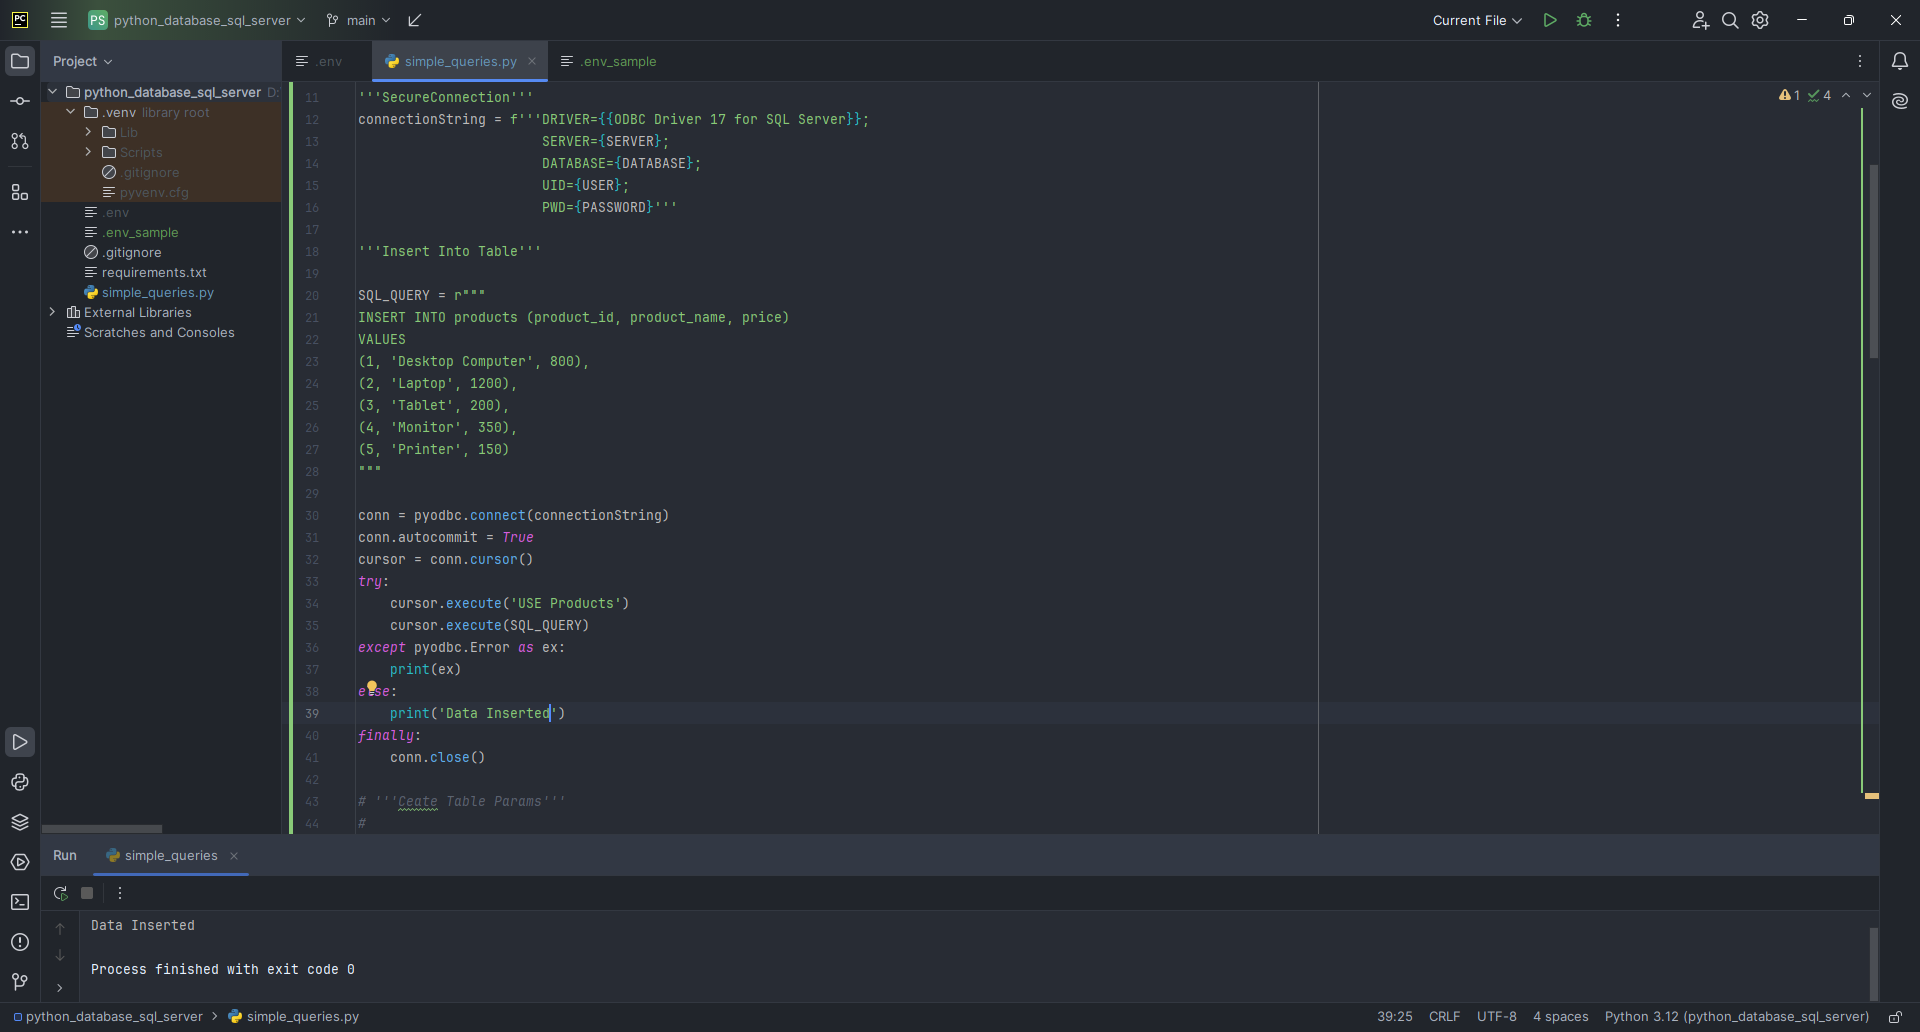 PC PS python_database_sql_server main Current File
Project
.env simple_queries.py .env_sample
python_database_sql_server D:
.venv library root
Lib
Scripts
.gitignore
pyvenv.cfg
.env
.env_sample
.gitignore
requirements.txt
simple_queries.py
External Libraries
Scratches and Consoles
1 4
11 '''SecureConnection'''
12 connectionString = f'''DRIVER={{ODBC Driver 17 for SQL Server}};
13 SERVER={SERVER};
14 DATABASE={DATABASE};
15 UID={USER};
16 PWD={PASSWORD}'''
17
18 '''Insert Into Table'''
19
20 SQL_QUERY = r"""
21 INSERT INTO products (product_id, product_name, price)
22 VALUES
23 (1, 'Desktop Computer', 800),
24 (2, 'Laptop', 1200),
25 (3, 'Tablet', 200),
26 (4, 'Monitor', 350),
27 (5, 'Printer', 150)
28 """
29
30 conn = pyodbc.connect(connectionString)
31 conn.autocommit = True
32 cursor = conn.cursor()
33 try:
34 cursor.execute('USE Products')
35 cursor.execute(SQL_QUERY)
36 except pyodbc.Error as ex:
37 print(ex)
38 else:
39 print('Data Inserted')
40 finally:
41 conn.close()
42
43 # '''Ceate Table Params'''
44 #
Run simple_queries
Data Inserted
Process finished with exit code 0
python_database_sql_server > simple_queries.py 39:25 CRLF UTF-8 4 spaces Python 3.12 (python_database_sql_server)